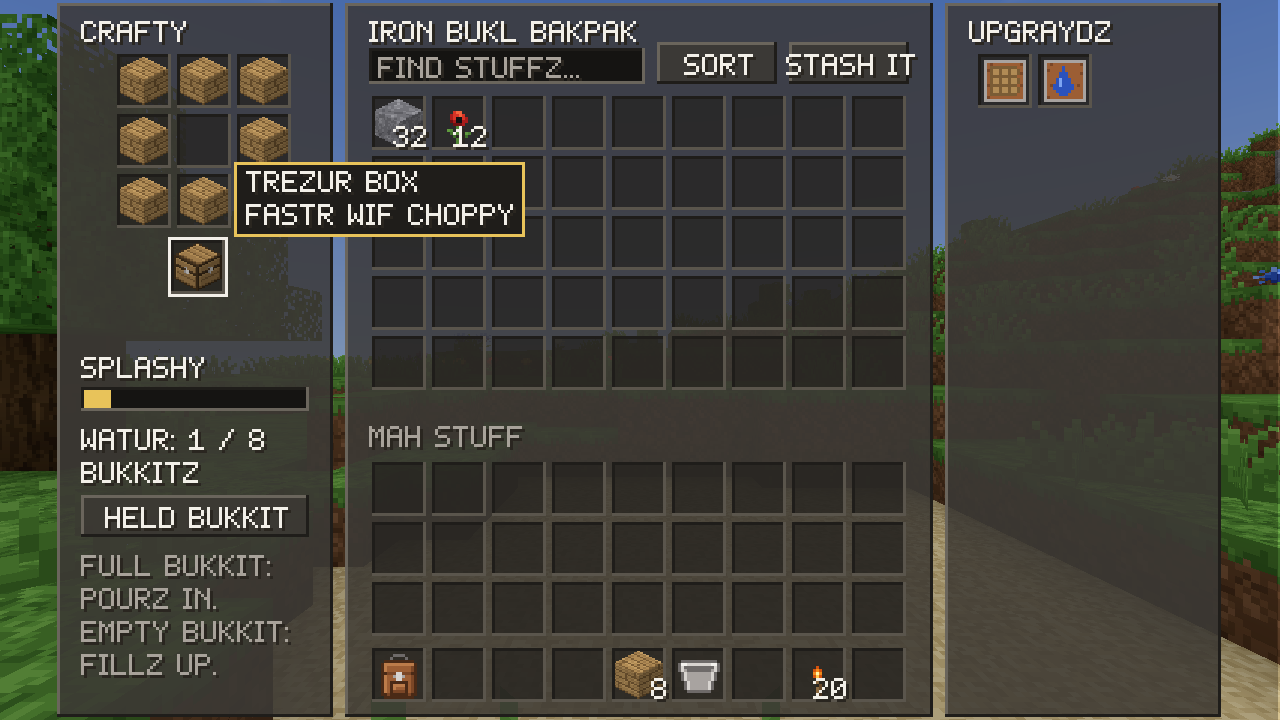 CRAFTY
TREZUR BOX
FASTR WIF CHOPPY
SPLASHY
WATUR: 1 / 8
BUKKITZ
HELD BUKKIT
FULL BUKKIT:
POURZ IN.
EMPTY BUKKIT:
FILLZ UP.
IRON BUKL BAKPAK
FIND STUFFZ...
SORT
STASH IT
32
12
MAH STUFF
8
20
UPGRAYDZ